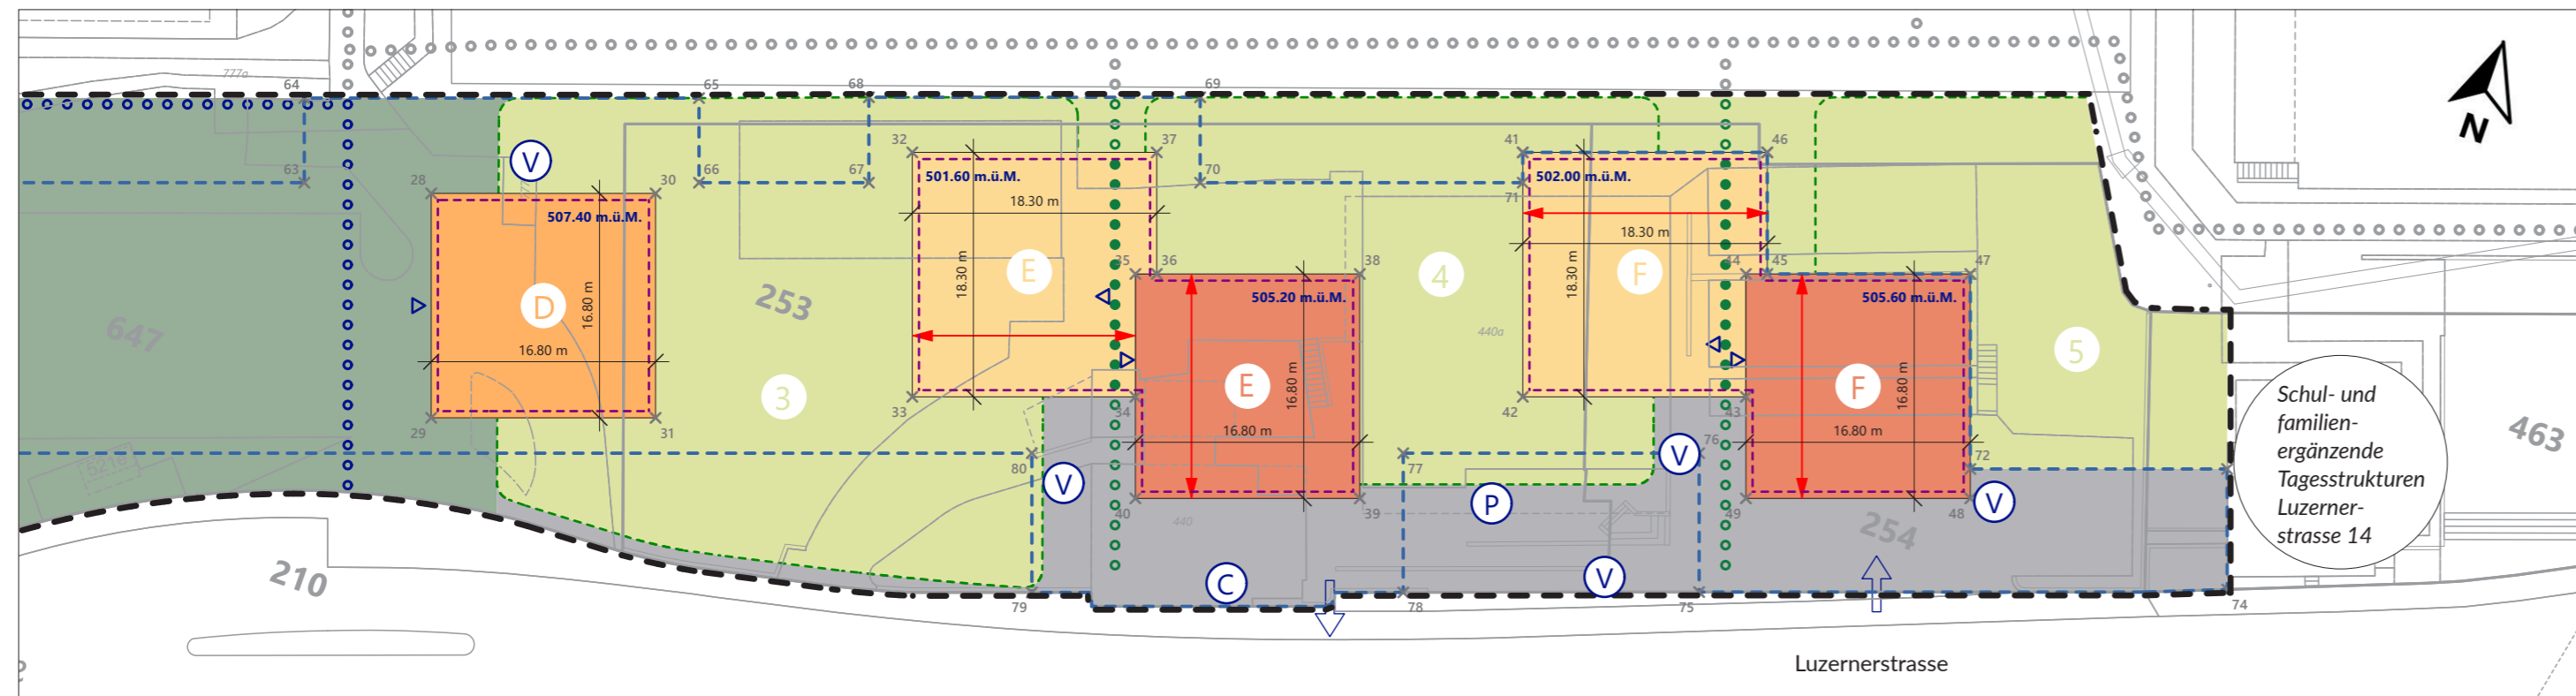 777a
64
65
68
69
63
66
67
70
28
30
32
37
41
46
71
V
507.40 m.ü.M.
501.60 m.ü.M.
502.00 m.ü.M.
18.30 m
18.30 m
18.30 m
18.30 m
35
36
38
44
45
47
505.20 m.ü.M.
505.60 m.ü.M.
647
D
16.80 m
16.80 m
253
3
E
E
16.80 m
16.80 m
4
440a
F
F
16.80 m
16.80 m
5
29
31
33
34
42
43
80
V
40
440
39
77
P
76
V
49
254
48
V
72
463
521e
Schul- und
familien-
ergänzende
Tagesstrukturen
Luzerner-
strasse 14
210
79
C
78
V
75
74
Luzernerstrasse
N